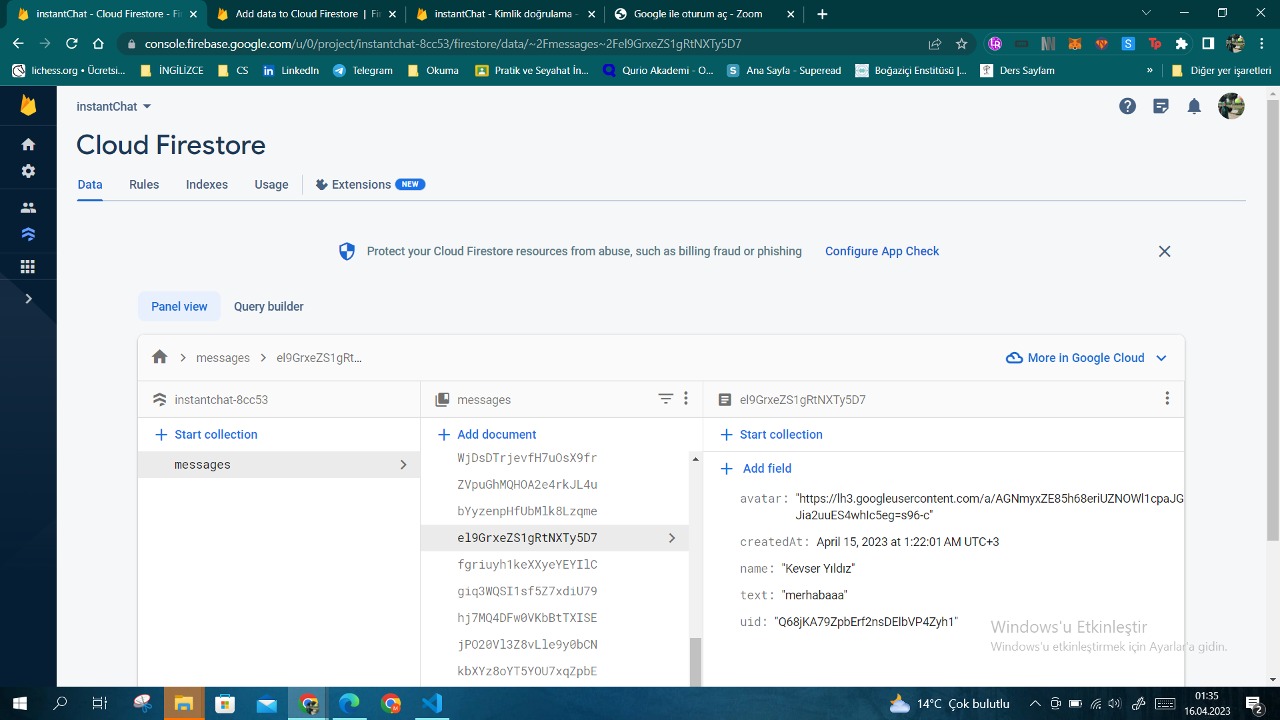 instantChat - Cloud Firestore - Fi
Add data to Cloud Firestore | Fi
instantChat - Kimlik doğrulama -
Google ile oturum aç - Zoom
console.firebase.google.com/u/0/project/instantchat-8cc53/firestore/data/~2Fmessages~2Fel9GrxeZS1gRtNXTy5D7
lichess.org • Ücretsi...
İNGİLİZCE
CS
LinkedIn
Telegram
Okuma
Pratik ve Seyahat İn...
Qurio Akademi - O...
Ana Sayfa - Superead
Boğaziçi Enstitüsü |...
Ders Sayfam
»
Diğer yer işaretleri
instantChat
Cloud Firestore
Data Rules Indexes Usage Extensions NEW
Protect your Cloud Firestore resources from abuse, such as billing fraud or phishing Configure App Check
Panel view Query builder
messages > el9GrxeZS1gRt...
More in Google Cloud
instantchat-8cc53
messages
el9GrxeZS1gRtNXTy5D7
+ Start collection
+ Add document
+ Start collection
messages
WjDsDTrjevfH7uOsX9fr
ZVpuGhMQHOA2e4rkJL4u
bYyzenpHfUbMlk8Lzqme
el9GrxeZS1gRtNXTy5D7
fgriuyh1keXXyeYEYIlC
giq3WQSI1sf5Z7xdiU79
hj7MQ4DFw0VKbBtTXISE
jPO20Vl3Z8vLle9y0bCN
kbXYz8oYT5YOU7xqZpbE
+ Add field
avatar: "https://lh3.googleusercontent.com/a/AGNmyxZE85h68eriUZNOWl1cpaJG
Jia2uuES4whIc5eg=s96-c"
createdAt: April 15, 2023 at 1:22:01 AM UTC+3
name: "Kevser Yıldız"
text: "merhabaaa"
uid: "Q68jKA79ZpbErf2nsDEIbVP4Zyh1"
Windows'u Etkinleştir
Windows'u etkinleştirmek için Ayarlar'a gidin.
14°C Çok bulutlu
01:35
16.04.2023
2